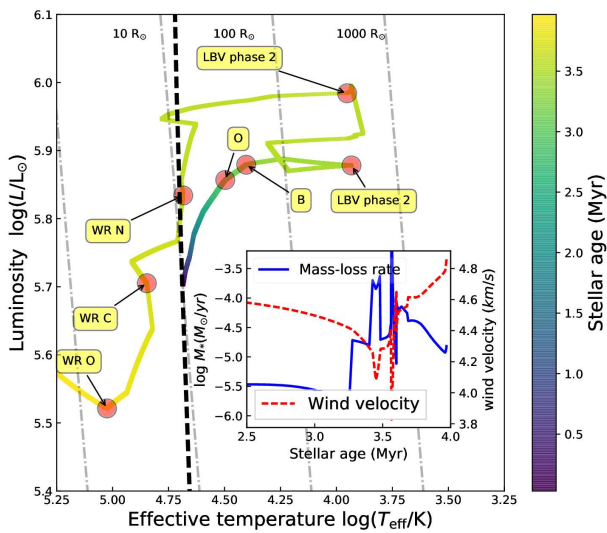 10 R☉ 100 R☉ 1000 R☉
LBV phase 2
O
B
LBV phase 2
WR N
WR C
WR O
6.1
6.0
5.9
5.8
5.7
5.6
5.5
5.4
Luminosity log(L/L☉)
5.25 5.00 4.75 4.50 4.25 4.00 3.75 3.50 3.25
Effective temperature log(Teff/K)
Mass-loss rate
Wind velocity
−3.5
−4.0
−4.5
−5.0
−5.5
−6.0
log Ṁ*(M☉/yr)
4.8
4.6
4.4
4.2
4.0
3.8
wind velocity (km/s)
2.5 3.0 3.5 4.0
Stellar age (Myr)
3.5
3.0
2.5
2.0
1.5
1.0
0.5
Stellar age (Myr)